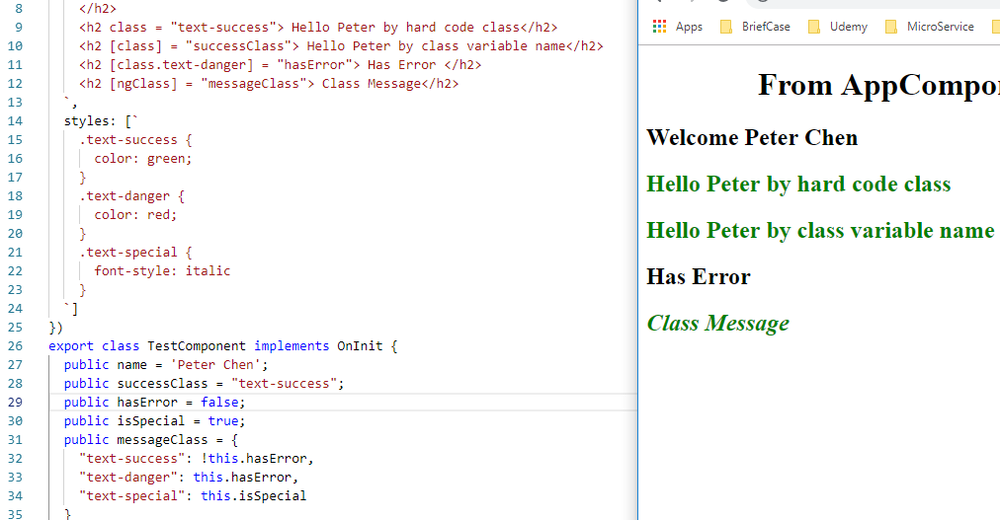 8 </h2>
9 <h2 class = "text-success"> Hello Peter by hard code class</h2>
10 <h2 [class] = "successClass"> Hello Peter by class variable name</h2>
11 <h2 [class.text-danger] = "hasError"> Has Error </h2>
12 <h2 [ngClass] = "messageClass"> Class Message</h2>
13 `,
14 styles: [`
15 .text-success {
16 color: green;
17 }
18 .text-danger {
19 color: red;
20 }
21 .text-special {
22 font-style: italic
23 }
24 `]
25 })
26 export class TestComponent implements OnInit {
27 public name = 'Peter Chen';
28 public successClass = "text-success";
29 public hasError = false;
30 public isSpecial = true;
31 public messageClass = {
32 "text-success": !this.hasError,
33 "text-danger": this.hasError,
34 "text-special": this.isSpecial
35 }
Apps BriefCase Udemy MicroService
From AppCompo
Welcome Peter Chen
Hello Peter by hard code class
Hello Peter by class variable name
Has Error
Class Message